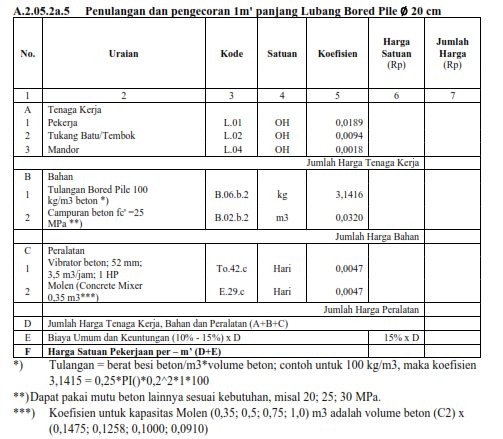 A.2.05.2a.5 Penulangan dan pengecoran 1m' panjang Lubang Bored Pile Ø 20 cm
No. Uraian Kode Satuan Koefisien Harga Satuan (Rp) Jumlah Harga (Rp)
1 2 3 4 5 6 7
A Tenaga Kerja
1 Pekerja L.01 OH 0,0189
2 Tukang Batu/Tembok L.02 OH 0,0094
3 Mandor L.04 OH 0,0018
Jumlah Harga Tenaga Kerja
B Bahan
1 Tulangan Bored Pile 100 kg/m3 beton *) B.06.b.2 kg 3,1416
2 Campuran beton fc' =25 MPa **) B.02.b.2 m3 0,0320
Jumlah Harga Bahan
C Peralatan
1 Vibrator beton; 52 mm; 3,5 m3/jam; 1 HP To.42.c Hari 0,0047
2 Molen (Concrete Mixer 0,35 m3***) E.29.c Hari 0,0047
Jumlah Harga Peralatan
D Jumlah Harga Tenaga Kerja, Bahan dan Peralatan (A+B+C)
E Biaya Umum dan Keuntungan (10% - 15%) x D 15% x D
F Harga Satuan Pekerjaan per – m' (D+E)
*) Tulangan = berat besi beton/m3*volume beton; contoh untuk 100 kg/m3, maka koefisien
3,1415 = 0,25*PI()*0,2^2*1*100
**)Dapat pakai mutu beton lainnya sesuai kebutuhan, misal 20; 25; 30 MPa.
***) Koefisien untuk kapasitas Molen (0,35; 0,5; 0,75; 1,0) m3 adalah volume beton (C2) x
(0,1475; 0,1258; 0,1000; 0,0910)